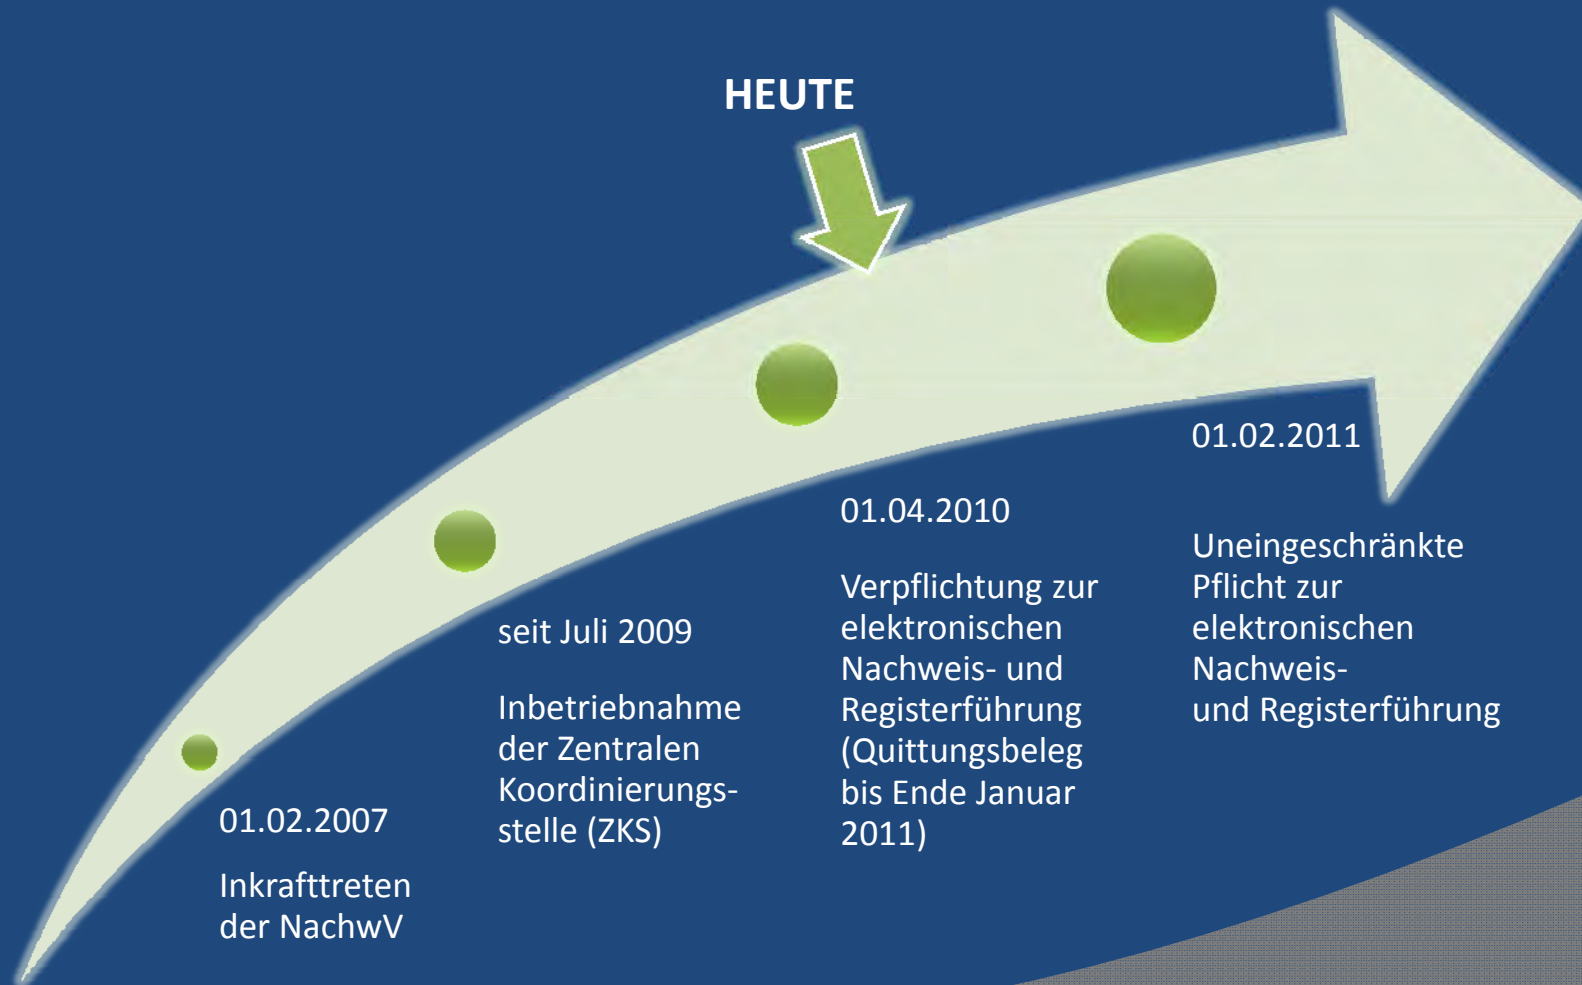 HEUTE
01.02.2007
Inkrafttreten
der NachwV
seit Juli 2009
Inbetriebnahme
der Zentralen
Koordinierungs-
stelle (ZKS)
01.04.2010
Verpflichtung zur
elektronischen
Nachweis- und
Registerführung
(Quittungsbeleg
bis Ende Januar
2011)
01.02.2011
Uneingeschränkte
Pflicht zur
elektronischen
Nachweis-
und Registerführung